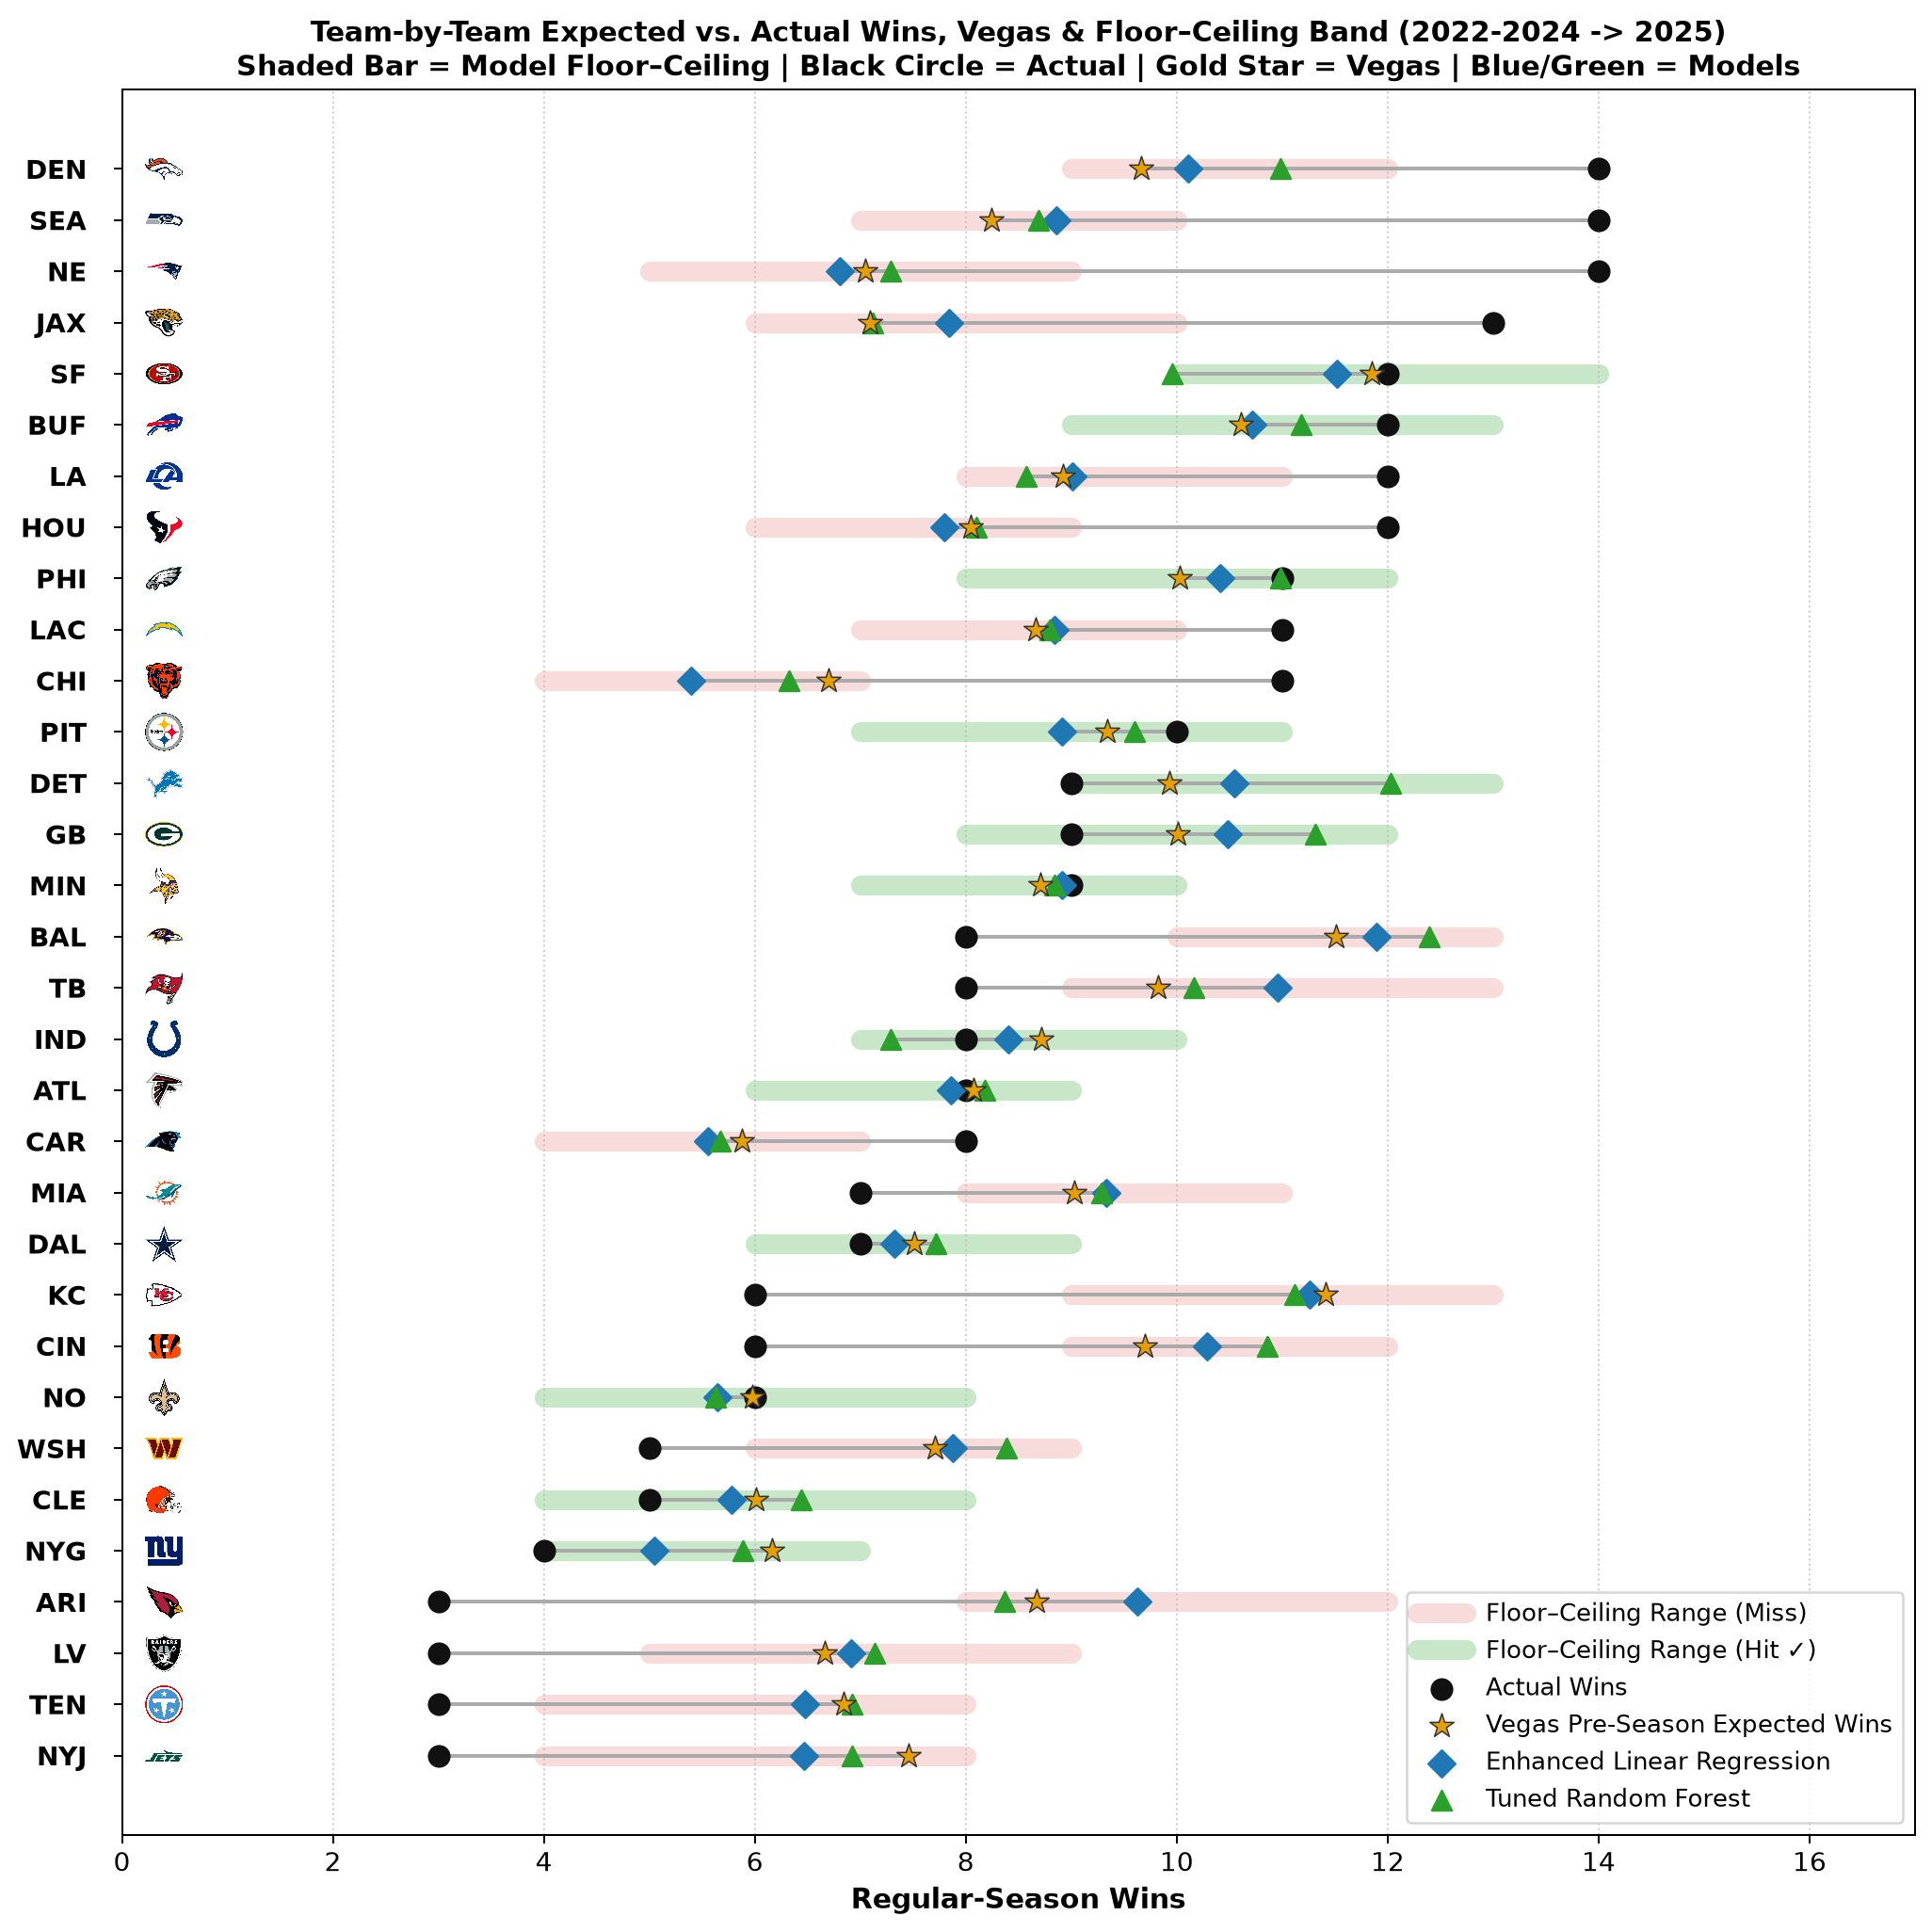 Team-by-Team Expected vs. Actual Wins, Vegas & Floor–Ceiling Band (2022-2024 -> 2025)
Shaded Bar = Model Floor–Ceiling | Black Circle = Actual | Gold Star = Vegas | Blue/Green = Models
DEN
SEA
NE
JAX
SF
BUF
LA
HOU
PHI
LAC
CHI
PIT
DET
GB
MIN
BAL
TB
IND
ATL
CAR
MIA
DAL
KC
CIN
NO
WSH
CLE
NYG
ny
ARI
LV
RAIDERS
TEN
NYJ
JETS
Floor–Ceiling Range (Miss)
Floor–Ceiling Range (Hit ✓)
Actual Wins
Vegas Pre-Season Expected Wins
Enhanced Linear Regression
Tuned Random Forest
0 2 4 6 8 10 12 14 16
Regular-Season Wins